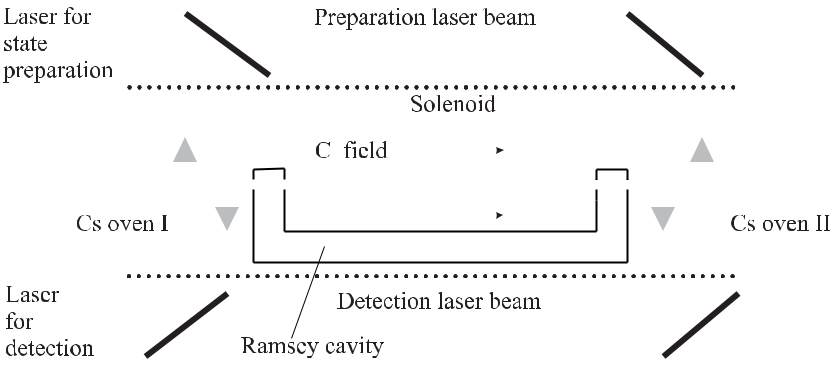 Laser for
state
preparation
Preparation laser beam
Solenoid
C field
Cs oven I
Cs oven II
Laser
for
detection
Detection laser beam
Ramsey cavity